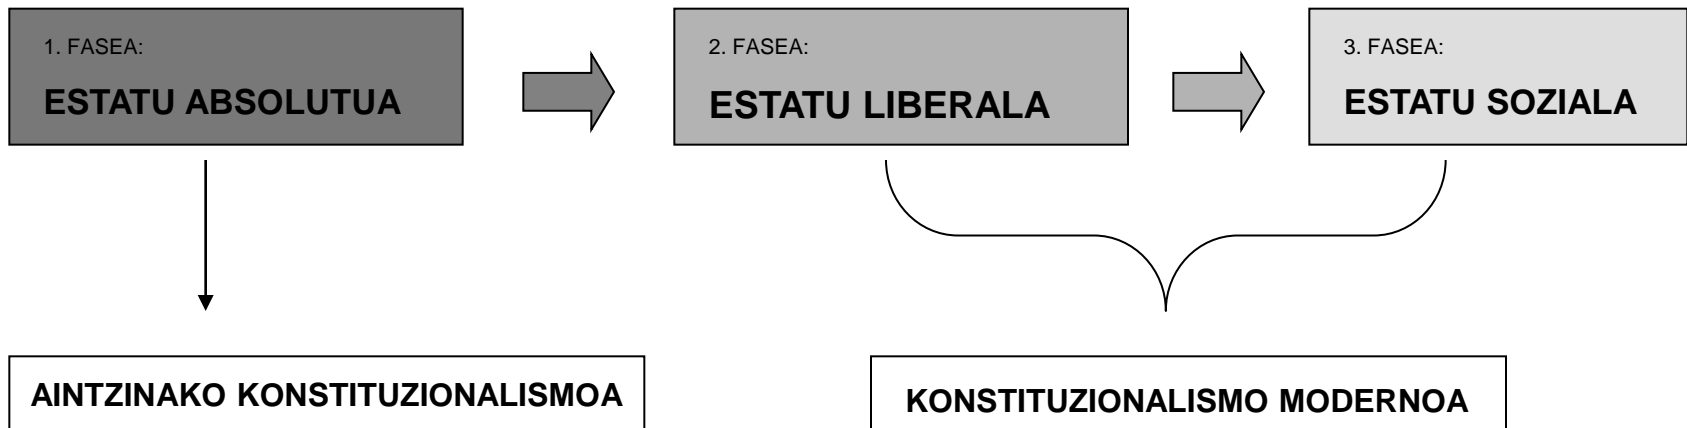 1. FASEA:
ESTATU ABSOLUTUA
2. FASEA:
ESTATU LIBERALA
3. FASEA:
ESTATU SOZIALA
AINTZINAKO KONSTITUZIONALISMOA
KONSTITUZIONALISMO MODERNOA